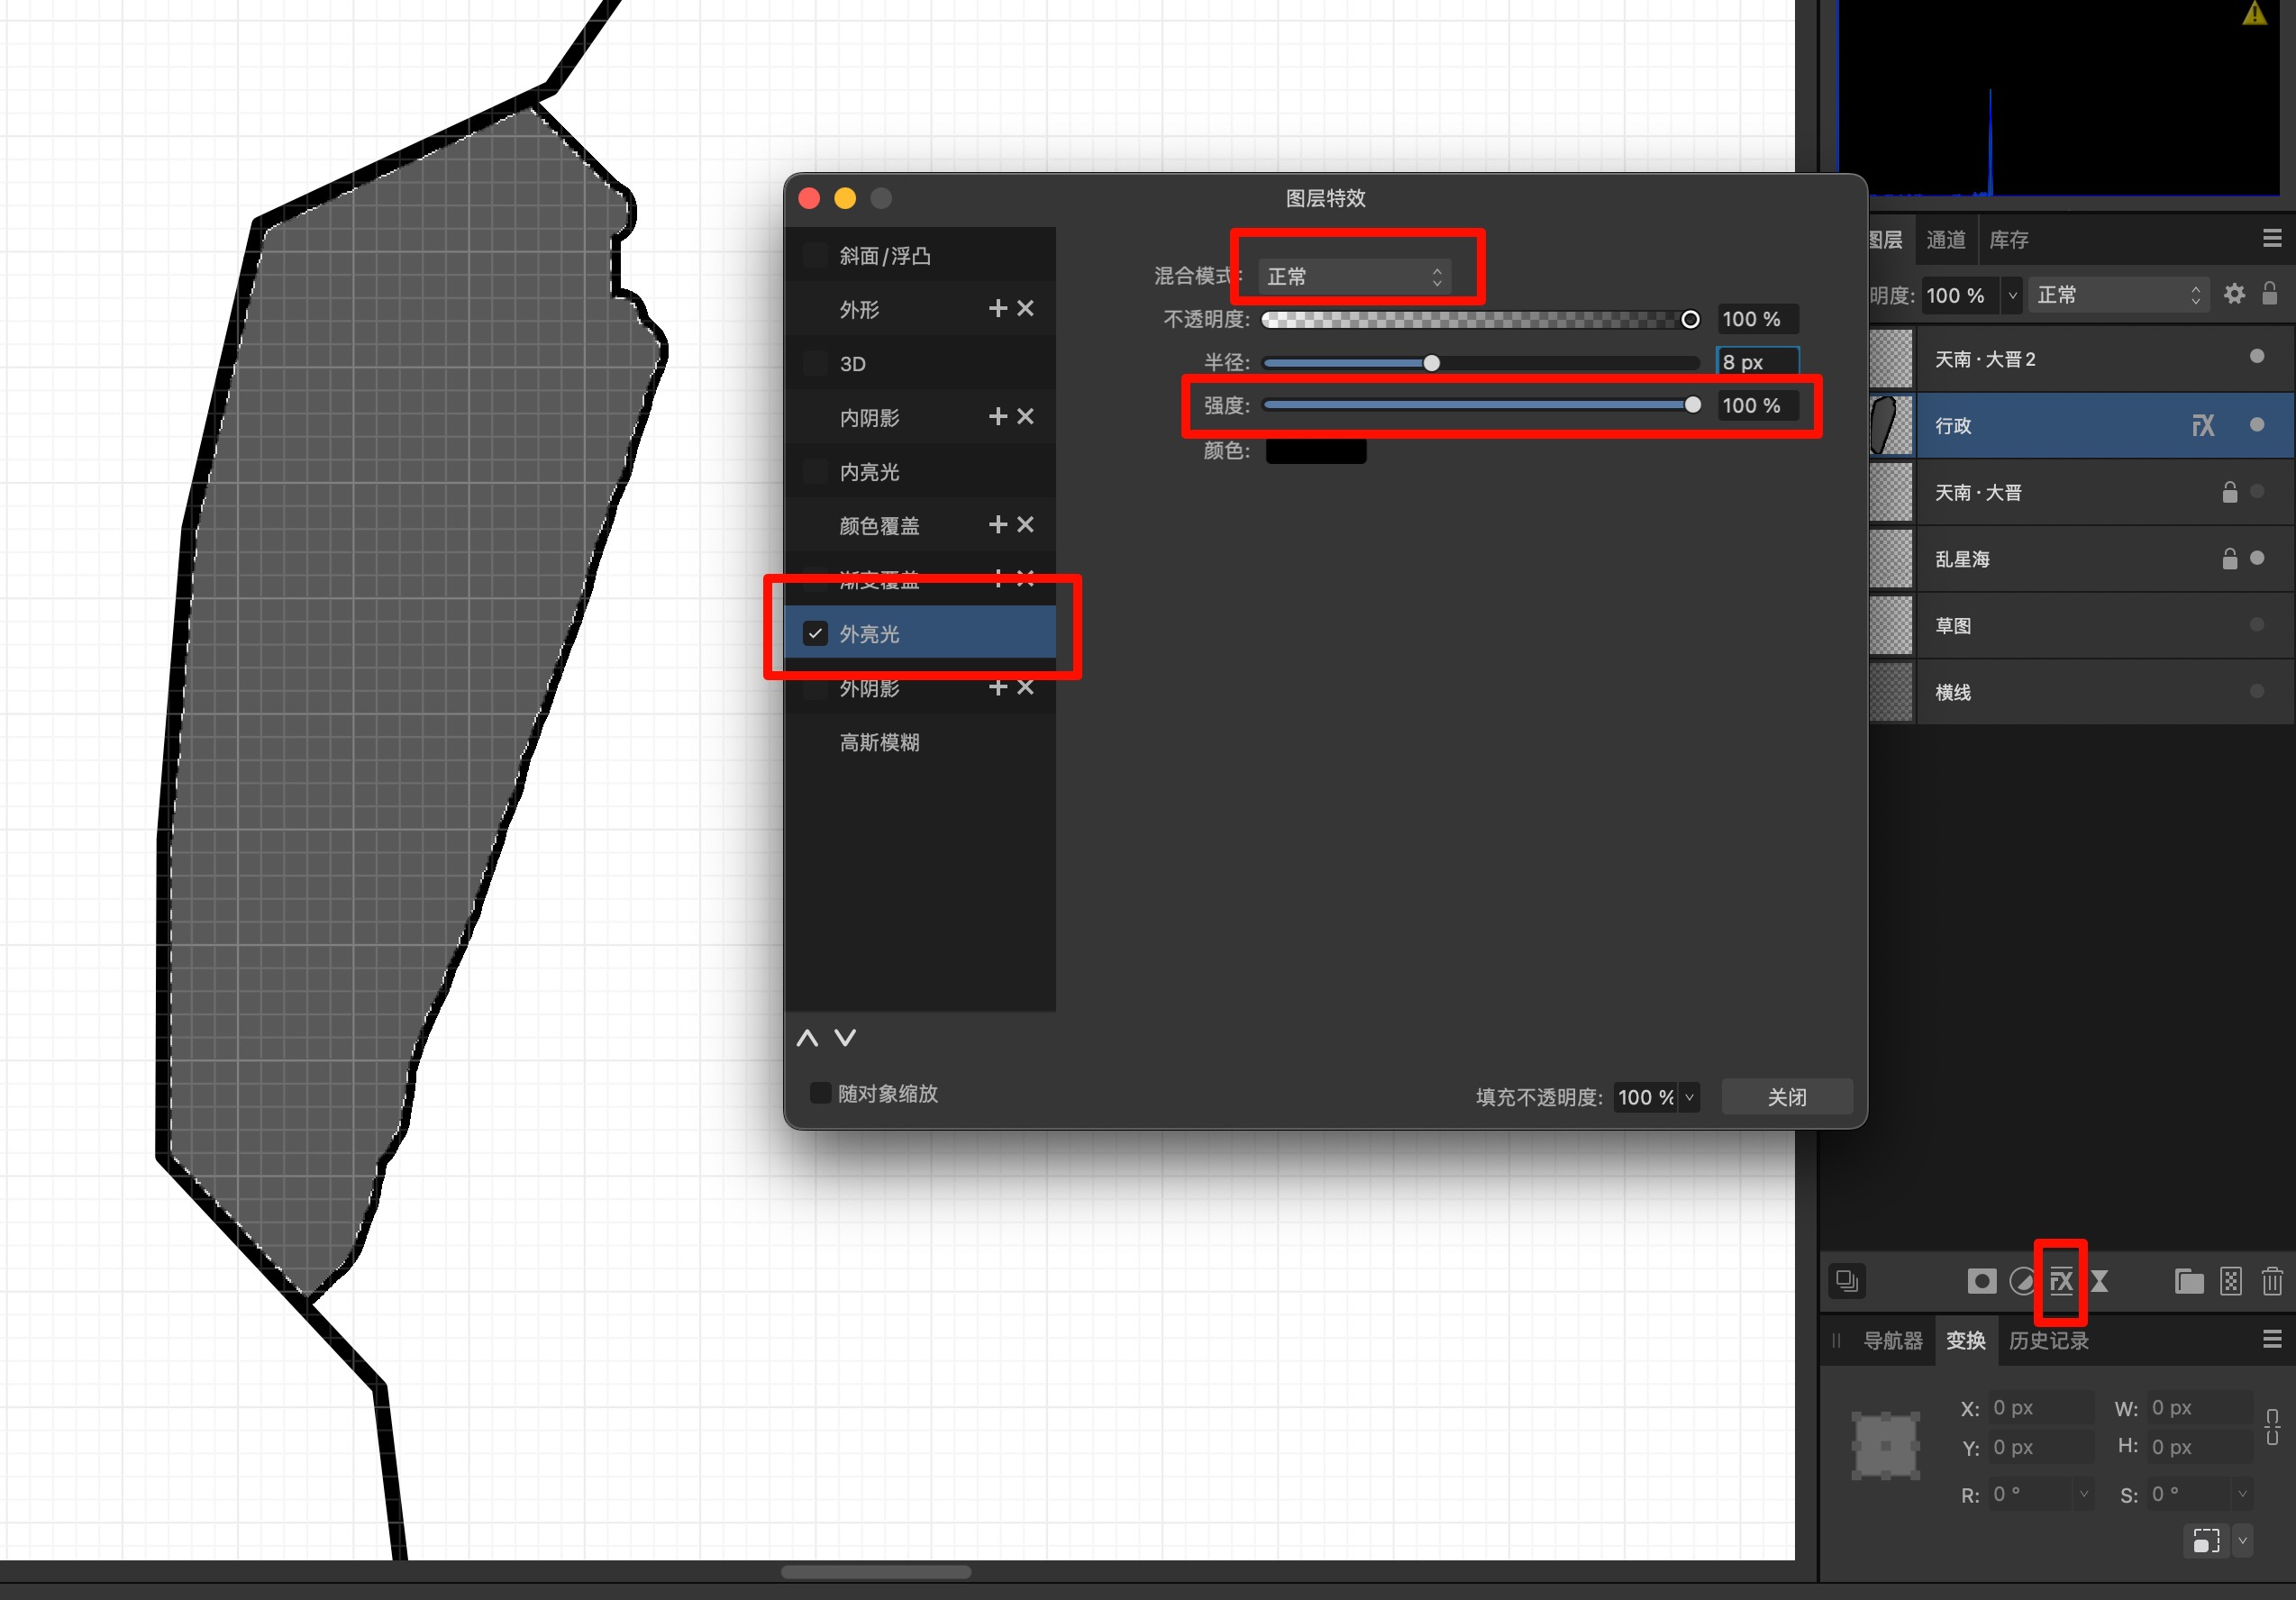 图层特效
斜面/浮凸
外形
3D
内阴影
内亮光
颜色覆盖
渐变覆盖
外亮光
外阴影
高斯模糊
混合模式: 正常
不透明度: 100 %
半径: 8 px
强度: 100 %
颜色:
随对象缩放
填充不透明度: 100 %
关闭
图层 通道 库存
明度: 100 % 正常
天南·大晋2
行政 fX
天南·大晋
乱星海
草图
横线
fX
导航器 变换 历史记录
X: 0 px W: 0 px
Y: 0 px H: 0 px
R: 0 ° S: 0 °